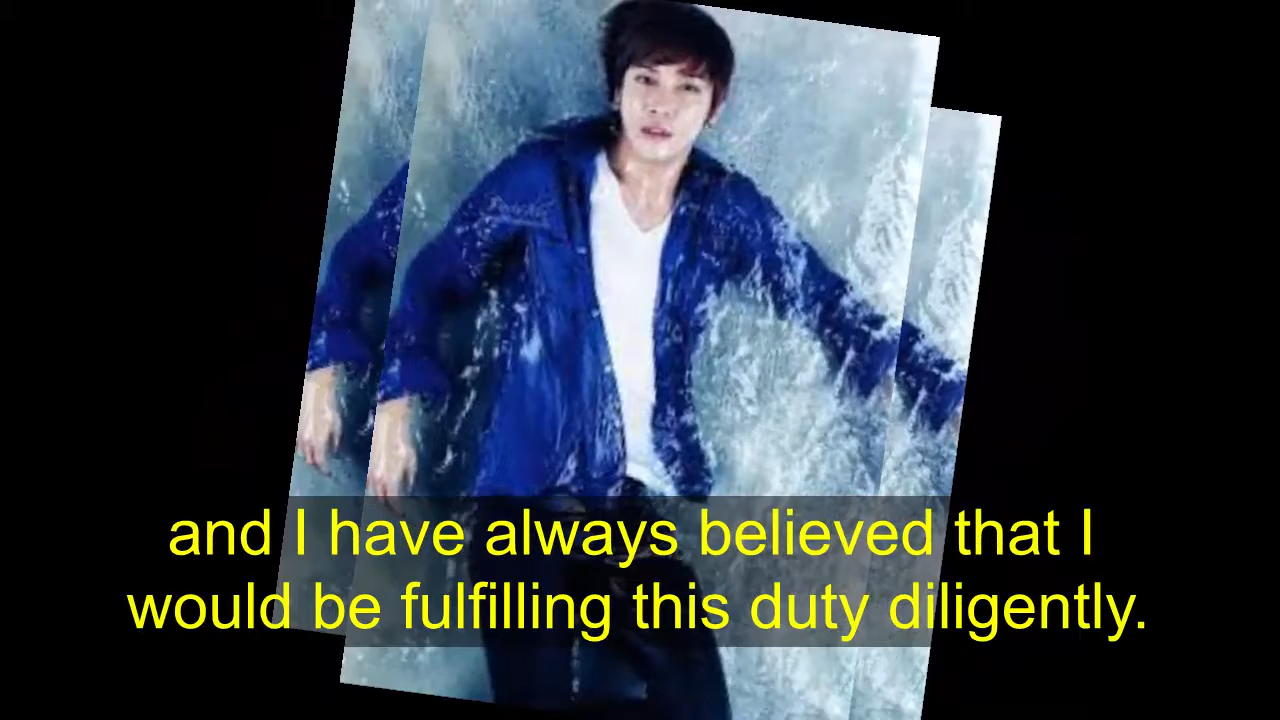 and I have always believed that I
would be fulfilling this duty diligently.